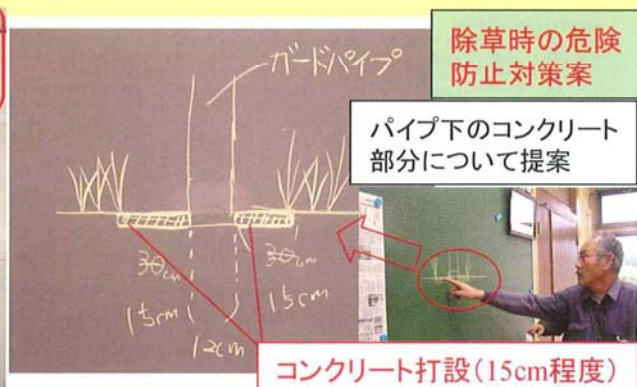 除草時の危険
防止対策案
パイプ下のコンクリート
部分について提案
ガードパイプ
30cm
30cm
15cm
15cm
12cm
コンクリート打設(15cm程度)